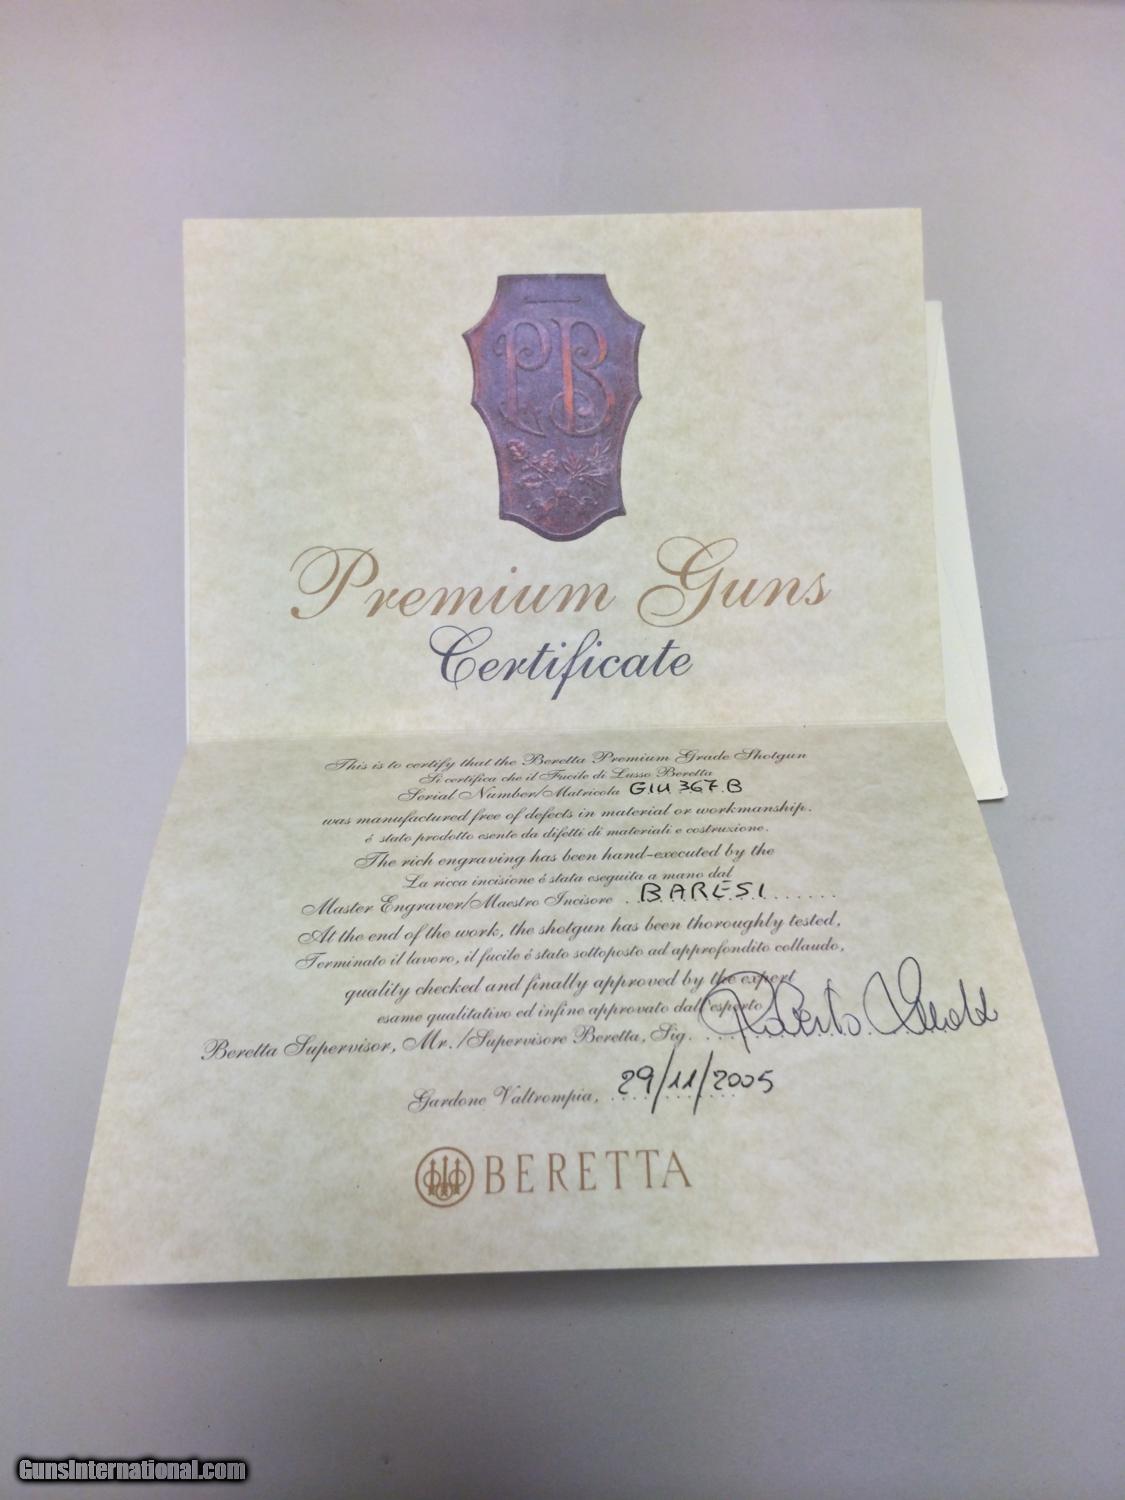 PB
Premium Guns
Certificate
This is to certify that the Beretta Premium Grade Shotgun
Si certifica che il Fucile di Lusso Beretta
Serial Number/Matricola GIU 367.B
was manufactured free of defects in material or workmanship.
é stato prodotto esente da difetti di materiali e costruzione.
The rich engraving has been hand-executed by the
La ricca incisione é stata eseguita a mano dal
Master Engraver/Maestro Incisore ..BARESI.......
At the end of the work, the shotgun has been thoroughly tested,
Terminato il lavoro, il fucile é stato sottoposto ad approfondito collaudo,
quality checked and finally approved by the expert
esame qualitativo ed infine approvato dall'esperto
Beretta Supervisor, Mr./Supervisore Beretta, Sig. Roberto
Gardone Valtrompia, 29/11/2005
BERETTA
GunsInternational.com